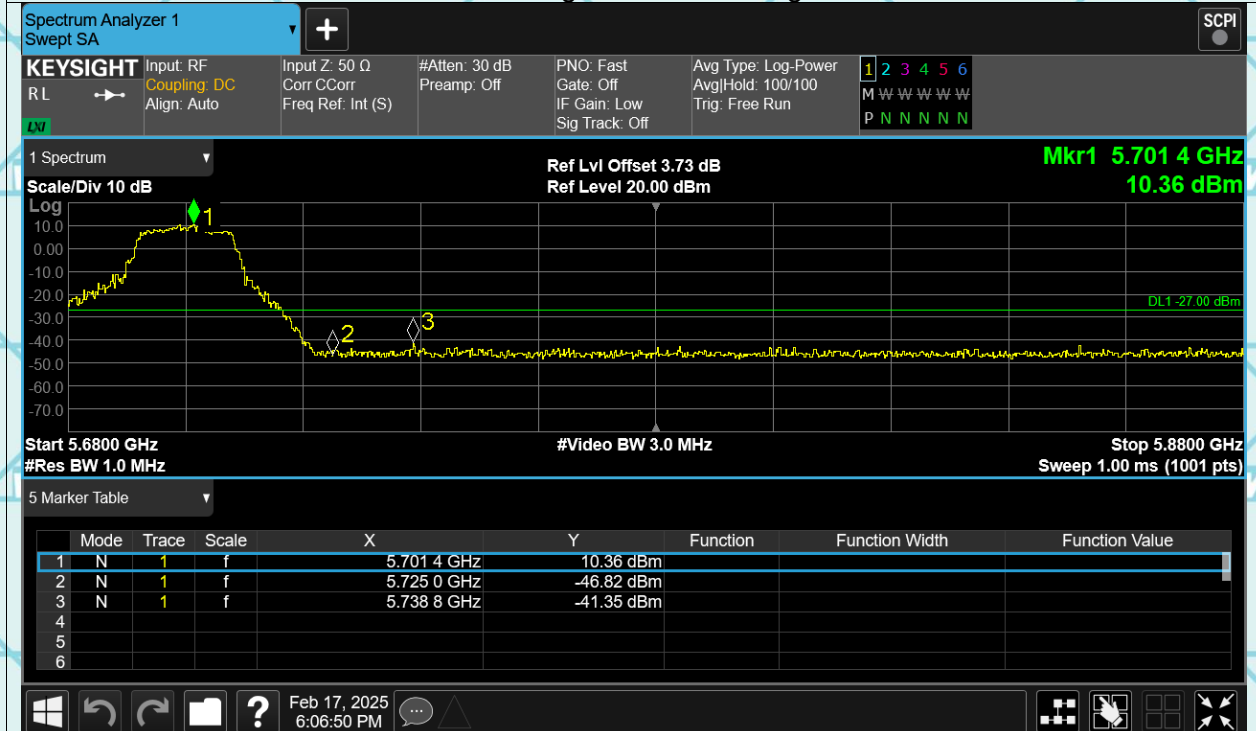 Spectrum Analyzer 1
Swept SA
+
SCPI
KEYSIGHT Input: RF Input Z: 50 Ω #Atten: 30 dB PNO: Fast Avg Type: Log-Power 1 2 3 4 5 6
R L Coupling: DC Corr CCorr Preamp: Off Gate: Off Avg|Hold: 100/100 M W W W W W
Align: Auto Freq Ref: Int (S) IF Gain: Low Trig: Free Run
LXI Sig Track: Off P N N N N N
1 Spectrum Ref Lvl Offset 3.73 dB Mkr1 5.701 4 GHz
Scale/Div 10 dB Ref Level 20.00 dBm 10.36 dBm
Log
1
10.0
0.00
-10.0
-20.0
DL1 -27.00 dBm
-30.0
2 3
-40.0
-50.0
-60.0
-70.0
Start 5.6800 GHz #Video BW 3.0 MHz Stop 5.8800 GHz
#Res BW 1.0 MHz Sweep 1.00 ms (1001 pts)
5 Marker Table
Mode Trace Scale X Y Function Function Width Function Value
1 N 1 f 5.701 4 GHz 10.36 dBm
2 N 1 f 5.725 0 GHz -46.82 dBm
3 N 1 f 5.738 8 GHz -41.35 dBm
4
5
6
? Feb 17, 2025
6:06:50 PM